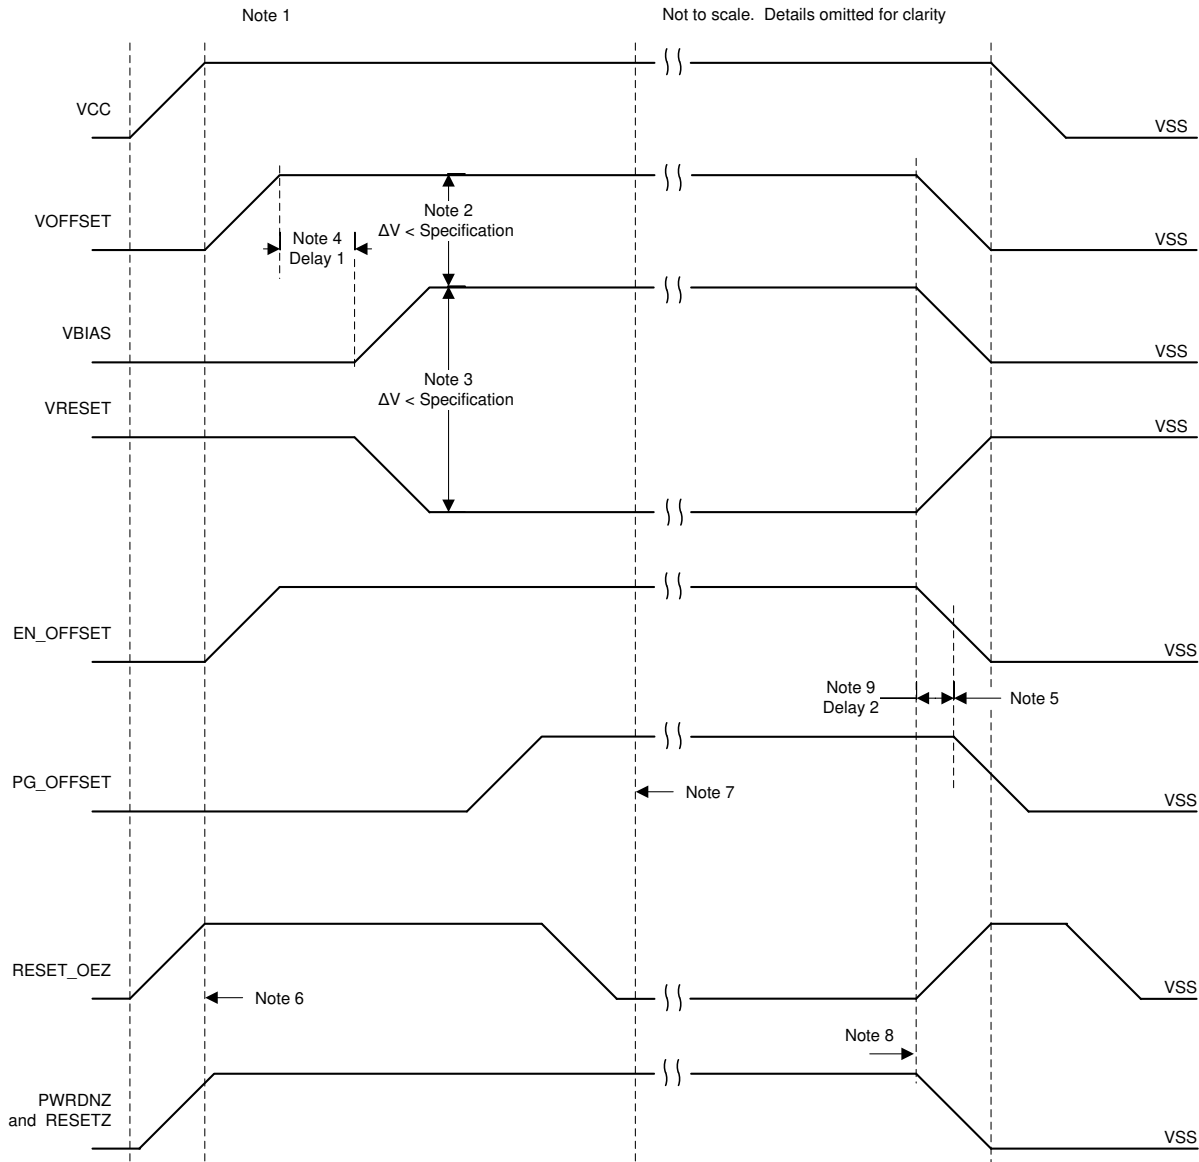 Note 1
Not to scale. Details omitted for clarity
VCC
VSS
VOFFSET
Note 4
Delay 1
Note 2
ΔV < Specification
VSS
VBIAS
VSS
Note 3
ΔV < Specification
VRESET
VSS
EN_OFFSET
VSS
Note 9
Delay 2
Note 5
PG_OFFSET
Note 7
VSS
RESET_OEZ
Note 6
VSS
Note 8
PWRDNZ
and RESETZ
VSS